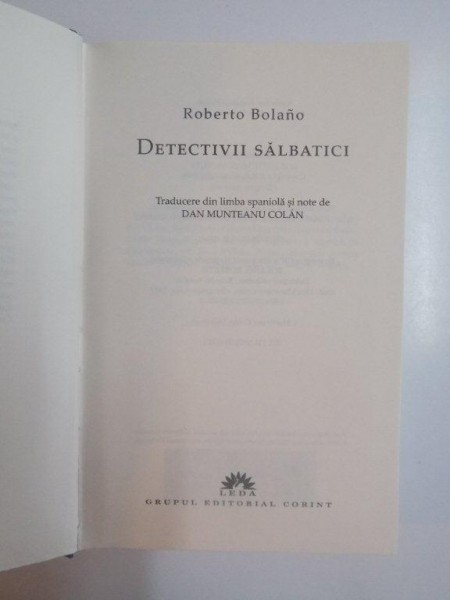 Roberto Bolaño
DETECTIVII SĂLBATICI
Traducere din limba spaniolă și note de
DAN MUNTEANU COLÁN
LEDA
GRUPUL EDITORIAL CORINT